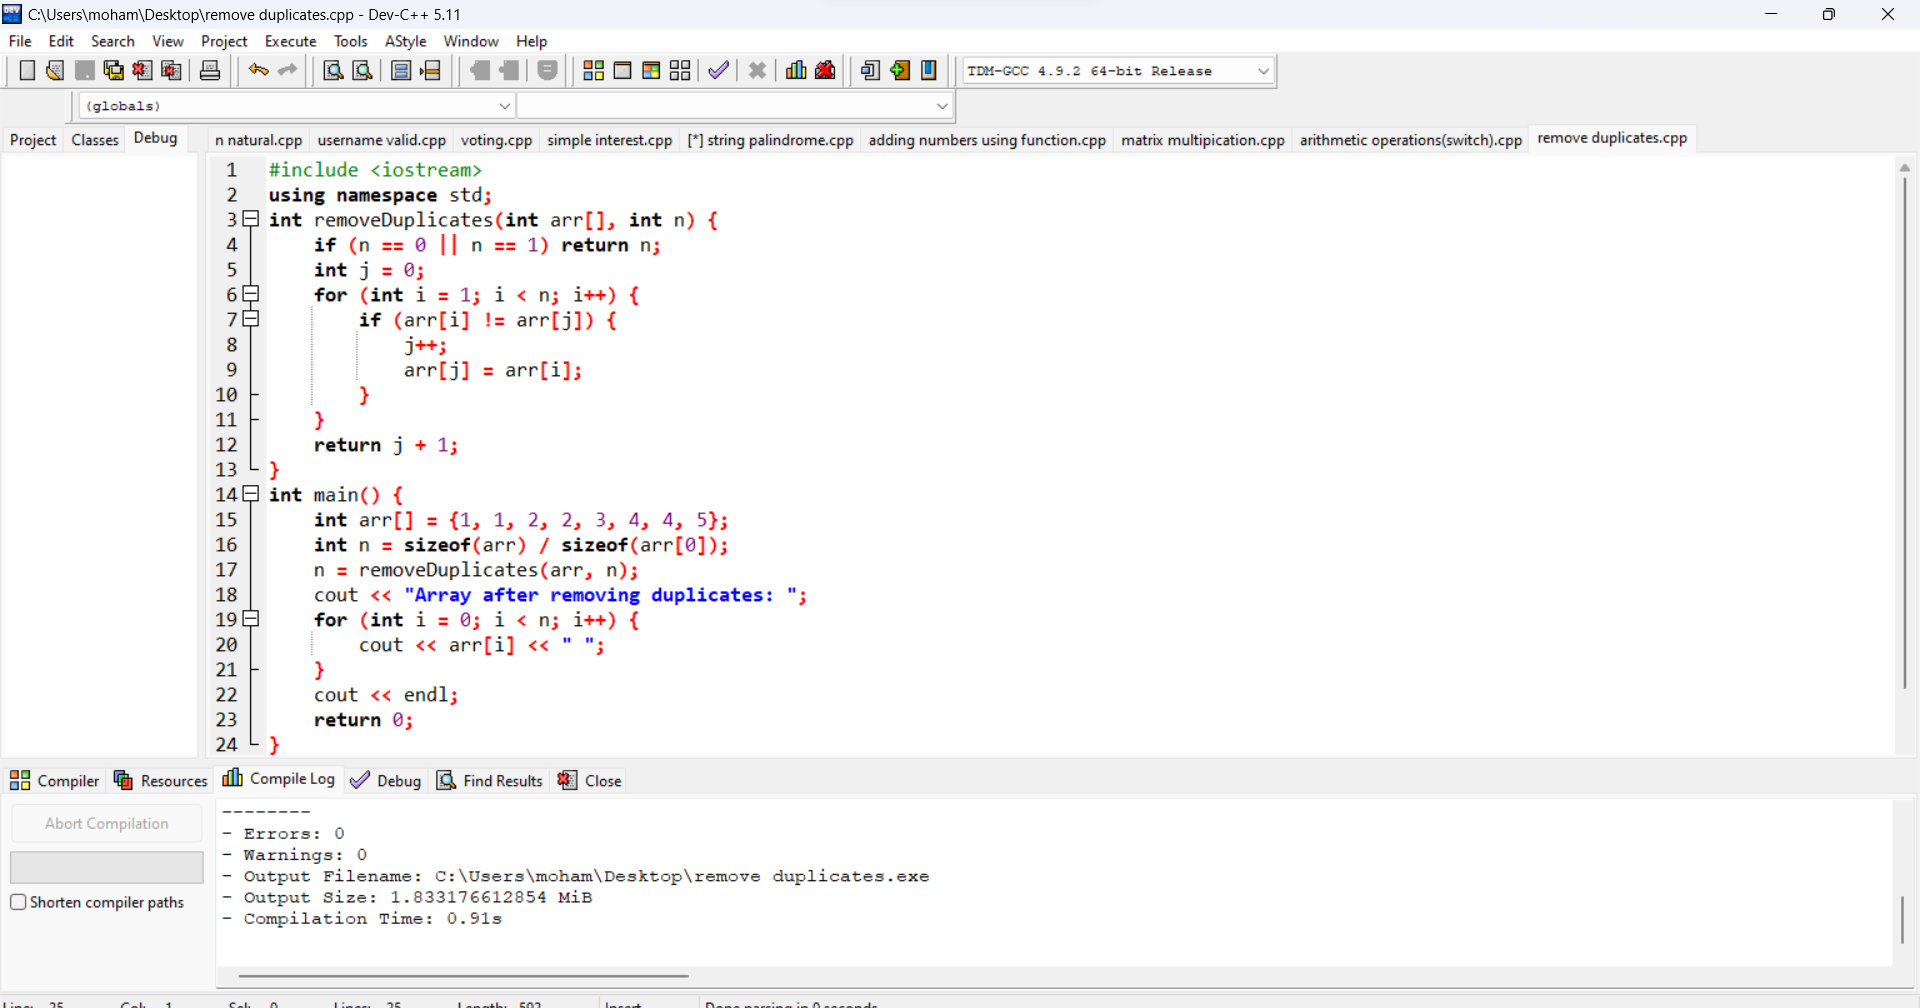 C:\Users\moham\Desktop\remove duplicates.cpp - Dev-C++ 5.11
File Edit Search View Project Execute Tools AStyle Window Help
TDM-GCC 4.9.2 64-bit Release
(globals)
Project Classes Debug n natural.cpp username valid.cpp voting.cpp simple interest.cpp [*] string palindrome.cpp adding numbers using function.cpp matrix multipication.cpp arithmetic operations(switch).cpp remove duplicates.cpp
1 #include <iostream>
2 using namespace std;
3 int removeDuplicates(int arr[], int n) {
4 if (n == 0 || n == 1) return n;
5 int j = 0;
6 for (int i = 1; i < n; i++) {
7 if (arr[i] != arr[j]) {
8 j++;
9 arr[j] = arr[i];
10 }
11 }
12 return j + 1;
13 }
14 int main() {
15 int arr[] = {1, 1, 2, 2, 3, 4, 4, 5};
16 int n = sizeof(arr) / sizeof(arr[0]);
17 n = removeDuplicates(arr, n);
18 cout << "Array after removing duplicates: ";
19 for (int i = 0; i < n; i++) {
20 cout << arr[i] << " ";
21 }
22 cout << endl;
23 return 0;
24 }
Compiler Resources Compile Log Debug Find Results Close
Abort Compilation
Shorten compiler paths
--------
- Errors: 0
- Warnings: 0
- Output Filename: C:\Users\moham\Desktop\remove duplicates.exe
- Output Size: 1.833176612854 MiB
- Compilation Time: 0.91s
Line: 25 Col: 1 Sel: 0 Lines: 25 Length: 592 Insert Done parsing in 0 seconds